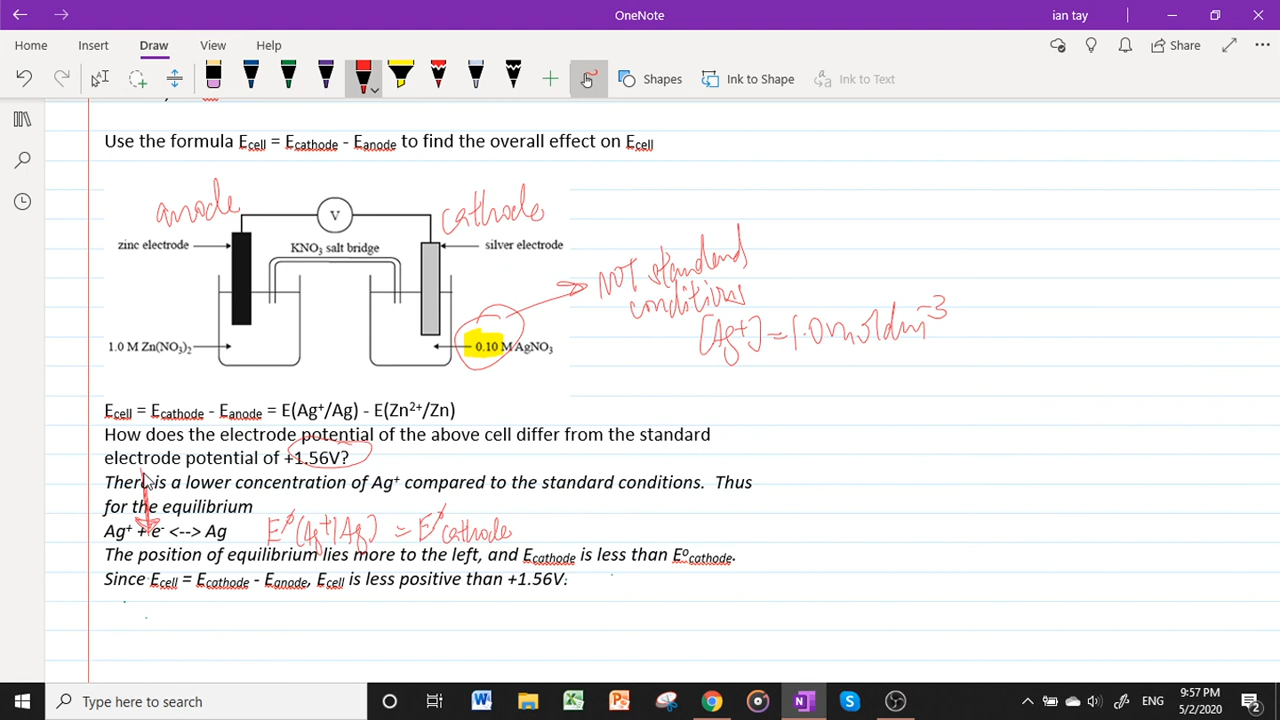 OneNote
ian tay
Home Insert Draw View Help
Share
Shapes
Ink to Shape
Ink to Text
Use the formula Ecell = Ecathode - Eanode to find the overall effect on Ecell
anode
cathode
V
zinc electrode
KNO3 salt bridge
silver electrode
NOT standard
conditions
[Ag+] = 1.0 mol dm-3
1.0 M Zn(NO3)2
0.10 M AgNO3
Ecell = Ecathode - Eanode = E(Ag+/Ag) - E(Zn2+/Zn)
How does the electrode potential of the above cell differ from the standard
electrode potential of +1.56V?
There is a lower concentration of Ag+ compared to the standard conditions. Thus
for the equilibrium
Ag+ + e- <--> Ag
E⦵(Ag+/Ag) = E⦵cathode
The position of equilibrium lies more to the left, and Ecathode is less than Eocathode.
Since Ecell = Ecathode - Eanode, Ecell is less positive than +1.56V.
Type here to search
ENG
9:57 PM
5/2/2020
2